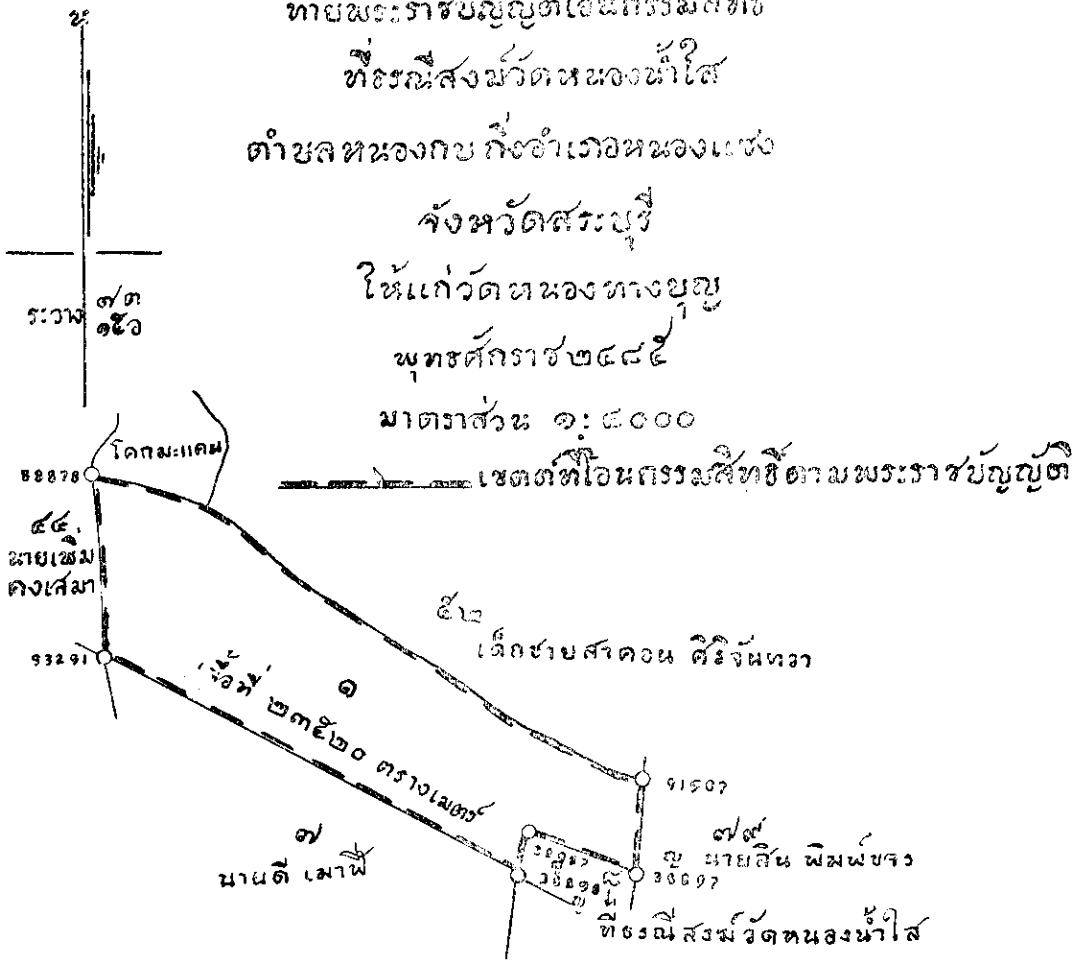 น.
ท้ายพระราชบัญญัติโอนกรรมสิทธิ์
ที่ธรณีสงฆ์วัดหนองน้ำใส
ตำบลหนองกบ กิ่งอำเภอหนองแซง
จังหวัดสระบุรี
ให้แก่วัดหนองทางบุญ
พุทธศักราช ๒๔๘๕
มาตราส่วน ๑: ๔๐๐๐
ระวาง ๗ต
๑๕อ
เขตต์ที่โอนกรรมสิทธิ์ตามพระราชบัญญัติ
โคกมะแคน
๔๔
นายเพิ่ม
คงเสมา
93291
๕๒
เด็กชายสาคอน ศิริจันทวา
๑
เนื้อที่ ๒๓๕๒๐ ตรางเมตร์
๗
นายดี เมาฬี
๗๙
นายสิน พิมพ์ขจร
ที่ธรณีสงฆ์วัดหนองน้ำใส